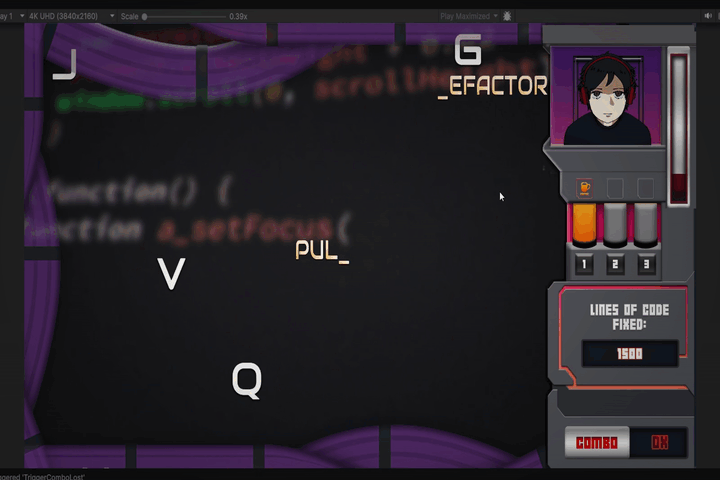 4K UHD (3840x2160)
Scale
0.39x
Play Maximized
J
G
_EFACTOR
function() {
function a_setFocus(
PUL_
V
Q
1 2 3
LINES OF CODE
FIXED:
1500
COMBO
0X